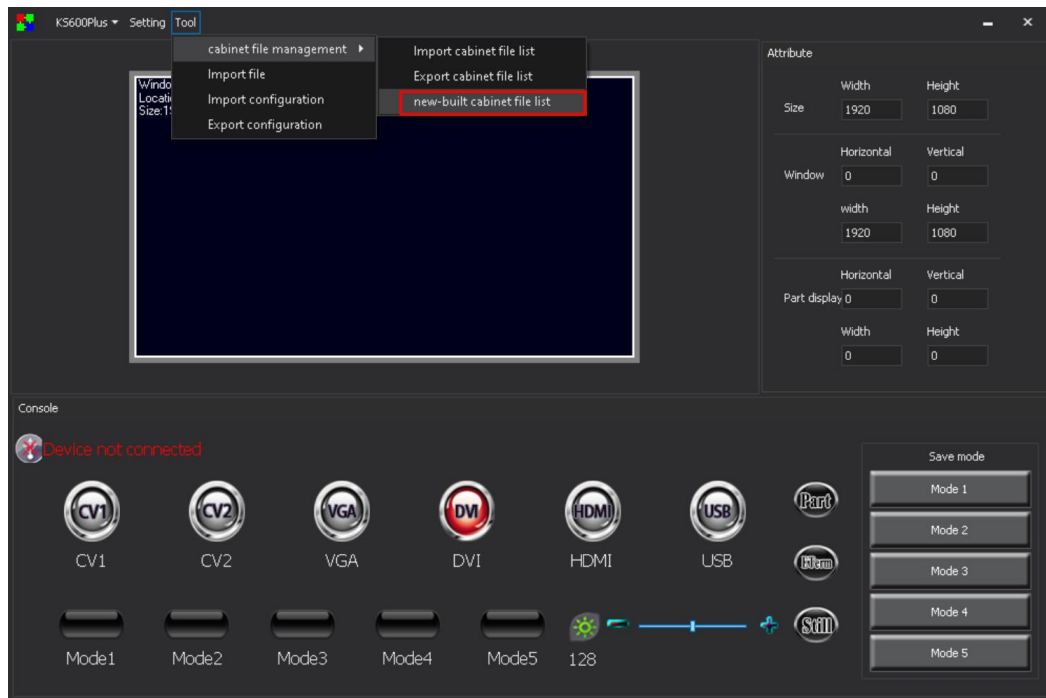 KS600Plus Setting Tool
cabinet file management
Import file
Import configuration
Export configuration
Import cabinet file list
Export cabinet file list
new-built cabinet file list
Windo
Locati
Size:19
Attribute
Width Height
Size 1920 1080
Horizontal Vertical
Window 0 0
width Height
1920 1080
Horizontal Vertical
Part display 0 0
Width Height
0 0
Console
Device not connected
CV1 CV2 VGA DVI HDMI USB
CV1 CV2 VGA DVI HDMI USB
Part
Still
Mode1 Mode2 Mode3 Mode4 Mode5 128
Save mode
Mode 1
Mode 2
Mode 3
Mode 4
Mode 5